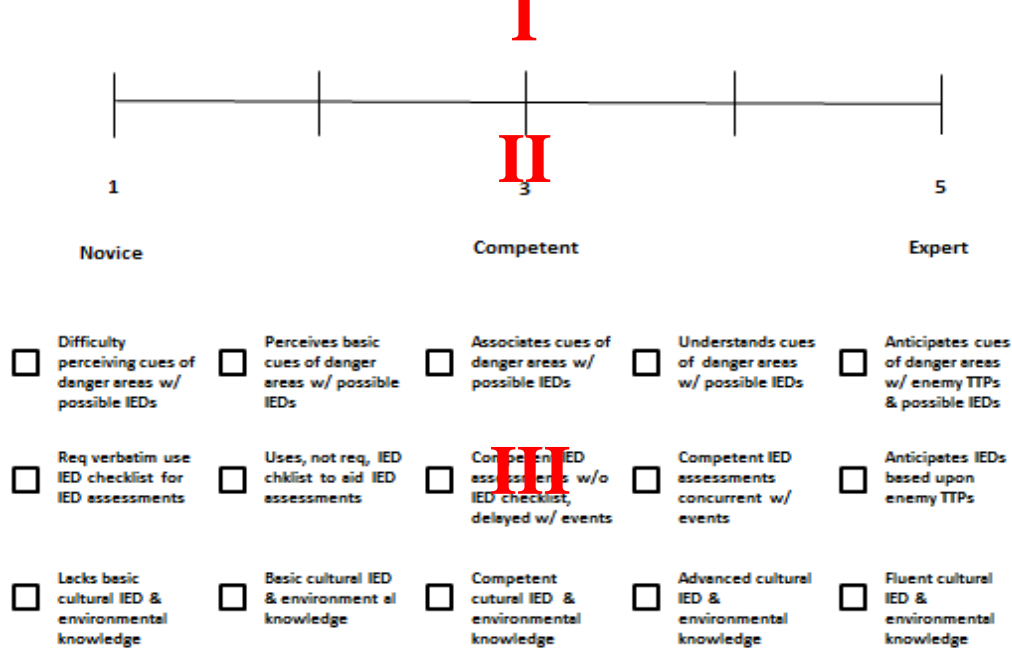 I
II
1
3
5
Novice
Competent
Expert
Difficulty
perceiving cues of
danger areas w/
possible IEDs
Perceives basic
cues of danger
areas w/ possible
IEDs
Associates cues of
danger areas w/
possible IEDs
Understands cues
of danger areas
w/ possible IEDs
Anticipates cues
of danger areas
w/ enemy TTPs
& possible IEDs
Req verbatim use
IED checklist for
IED assessments
Uses, not req, IED
chklist to aid IED
assessments
III
Competent IED
assessments w/o
IED checklist,
delayed w/ events
Competent IED
assessments
concurrent w/
events
Anticipates IEDs
based upon
enemy TTPs
Lacks basic
cultural IED &
environmental
knowledge
Basic cultural IED
& environment al
knowledge
Competent
cutural IED &
environmental
knowledge
Advanced cultural
IED &
environmental
knowledge
Fluent cultural
IED &
environmental
knowledge